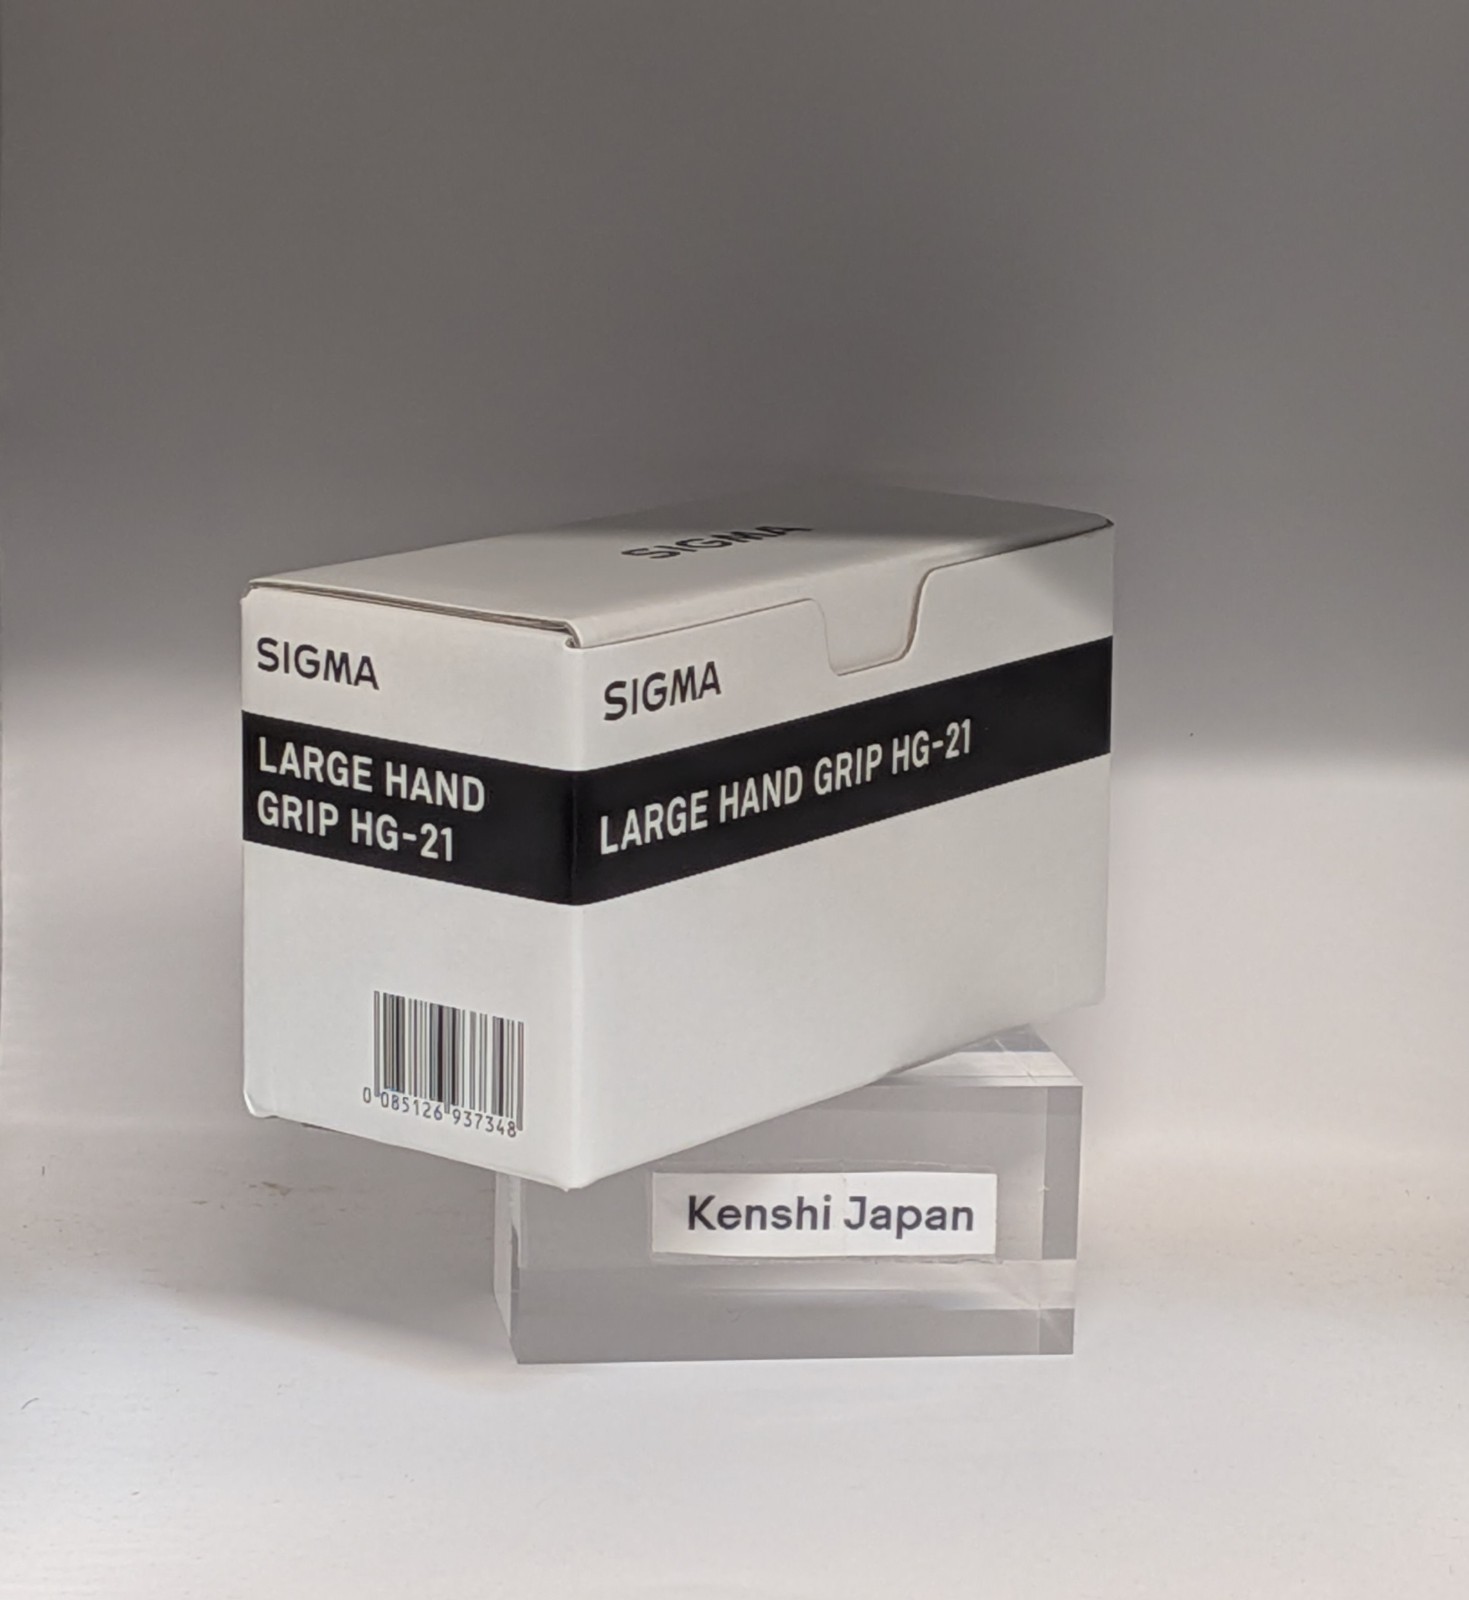 SIGMA
SIGMA
LARGE HAND
GRIP HG-21
SIGMA
LARGE HAND GRIP HG-21
0 085126 937348
Kenshi Japan